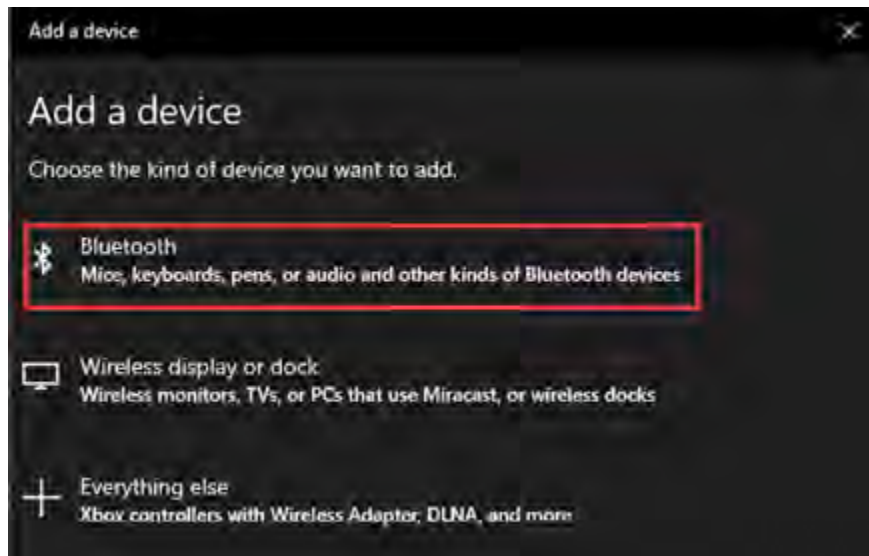 Add a device
Add a device
Choose the kind of device you want to add.
Bluetooth
Mice, keyboards, pens, or audio and other kinds of Bluetooth devices
Wireless display or dock
Wireless monitors, TVs, or PCs that use Miracast, or wireless docks
Everything else
Xbox controllers with Wireless Adapter, DLNA, and more